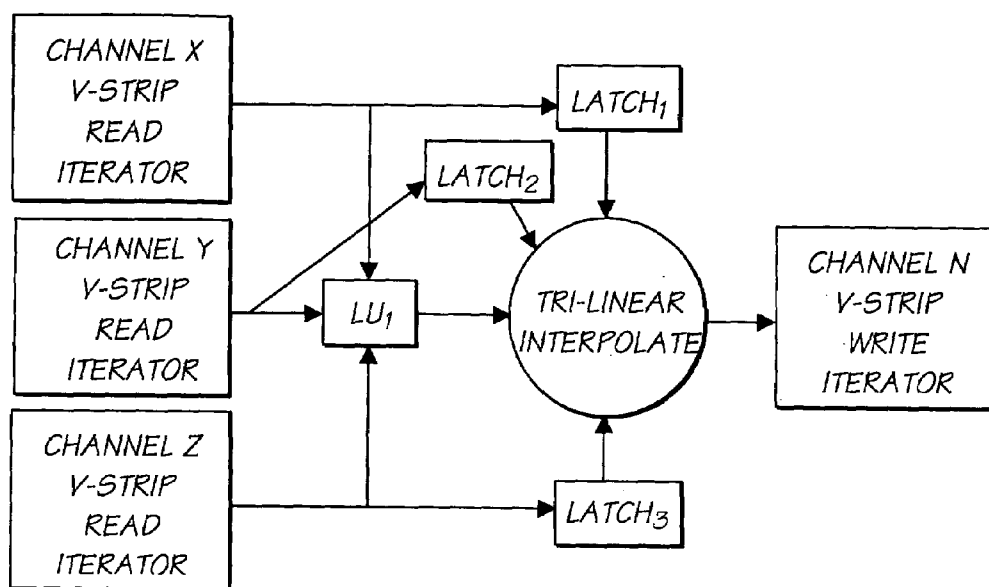 CHANNEL X
V-STRIP
READ
ITERATOR
LATCH1
LATCH2
CHANNEL Y
V-STRIP
READ
ITERATOR
LU1
TRI-LINEAR
INTERPOLATE
CHANNEL N
V-STRIP
WRITE
ITERATOR
CHANNEL Z
V-STRIP
READ
ITERATOR
LATCH3